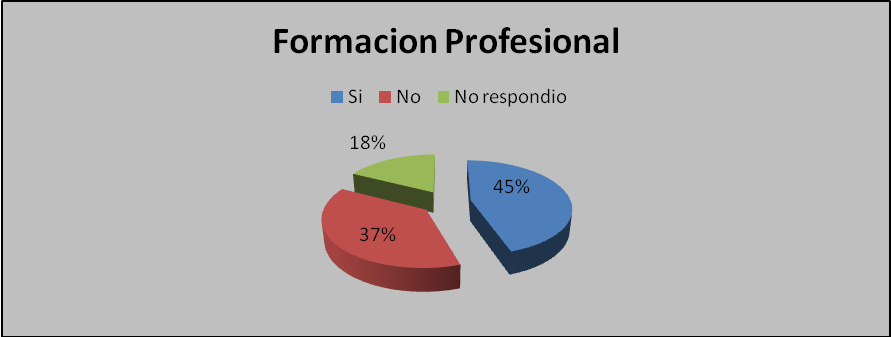 Formacion Profesional
Si No No respondio
18%
45%
37%